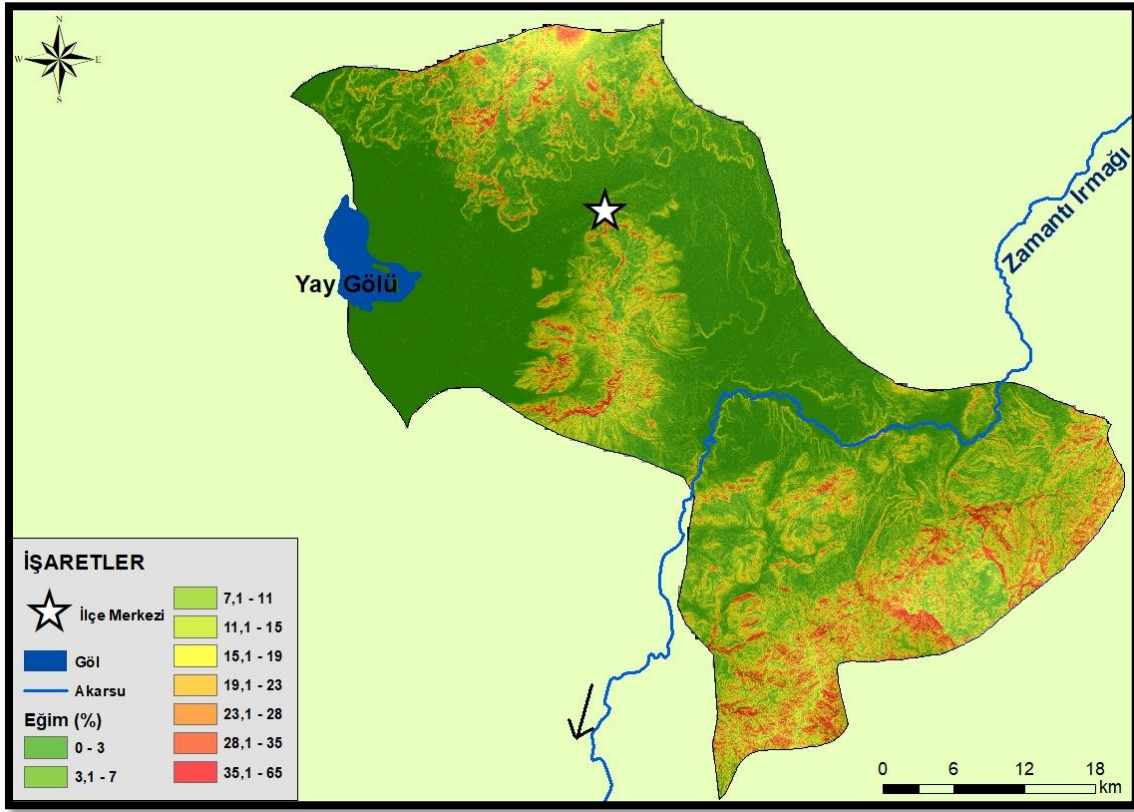 N
W E
S
Zamantı Irmağı
Yay Gölü
İŞARETLER
İlçe Merkezi
Göl
Akarsu
Eğim (%)
0 - 3
3,1 - 7
7,1 - 11
11,1 - 15
15,1 - 19
19,1 - 23
23,1 - 28
28,1 - 35
35,1 - 65
0 6 12 18
km